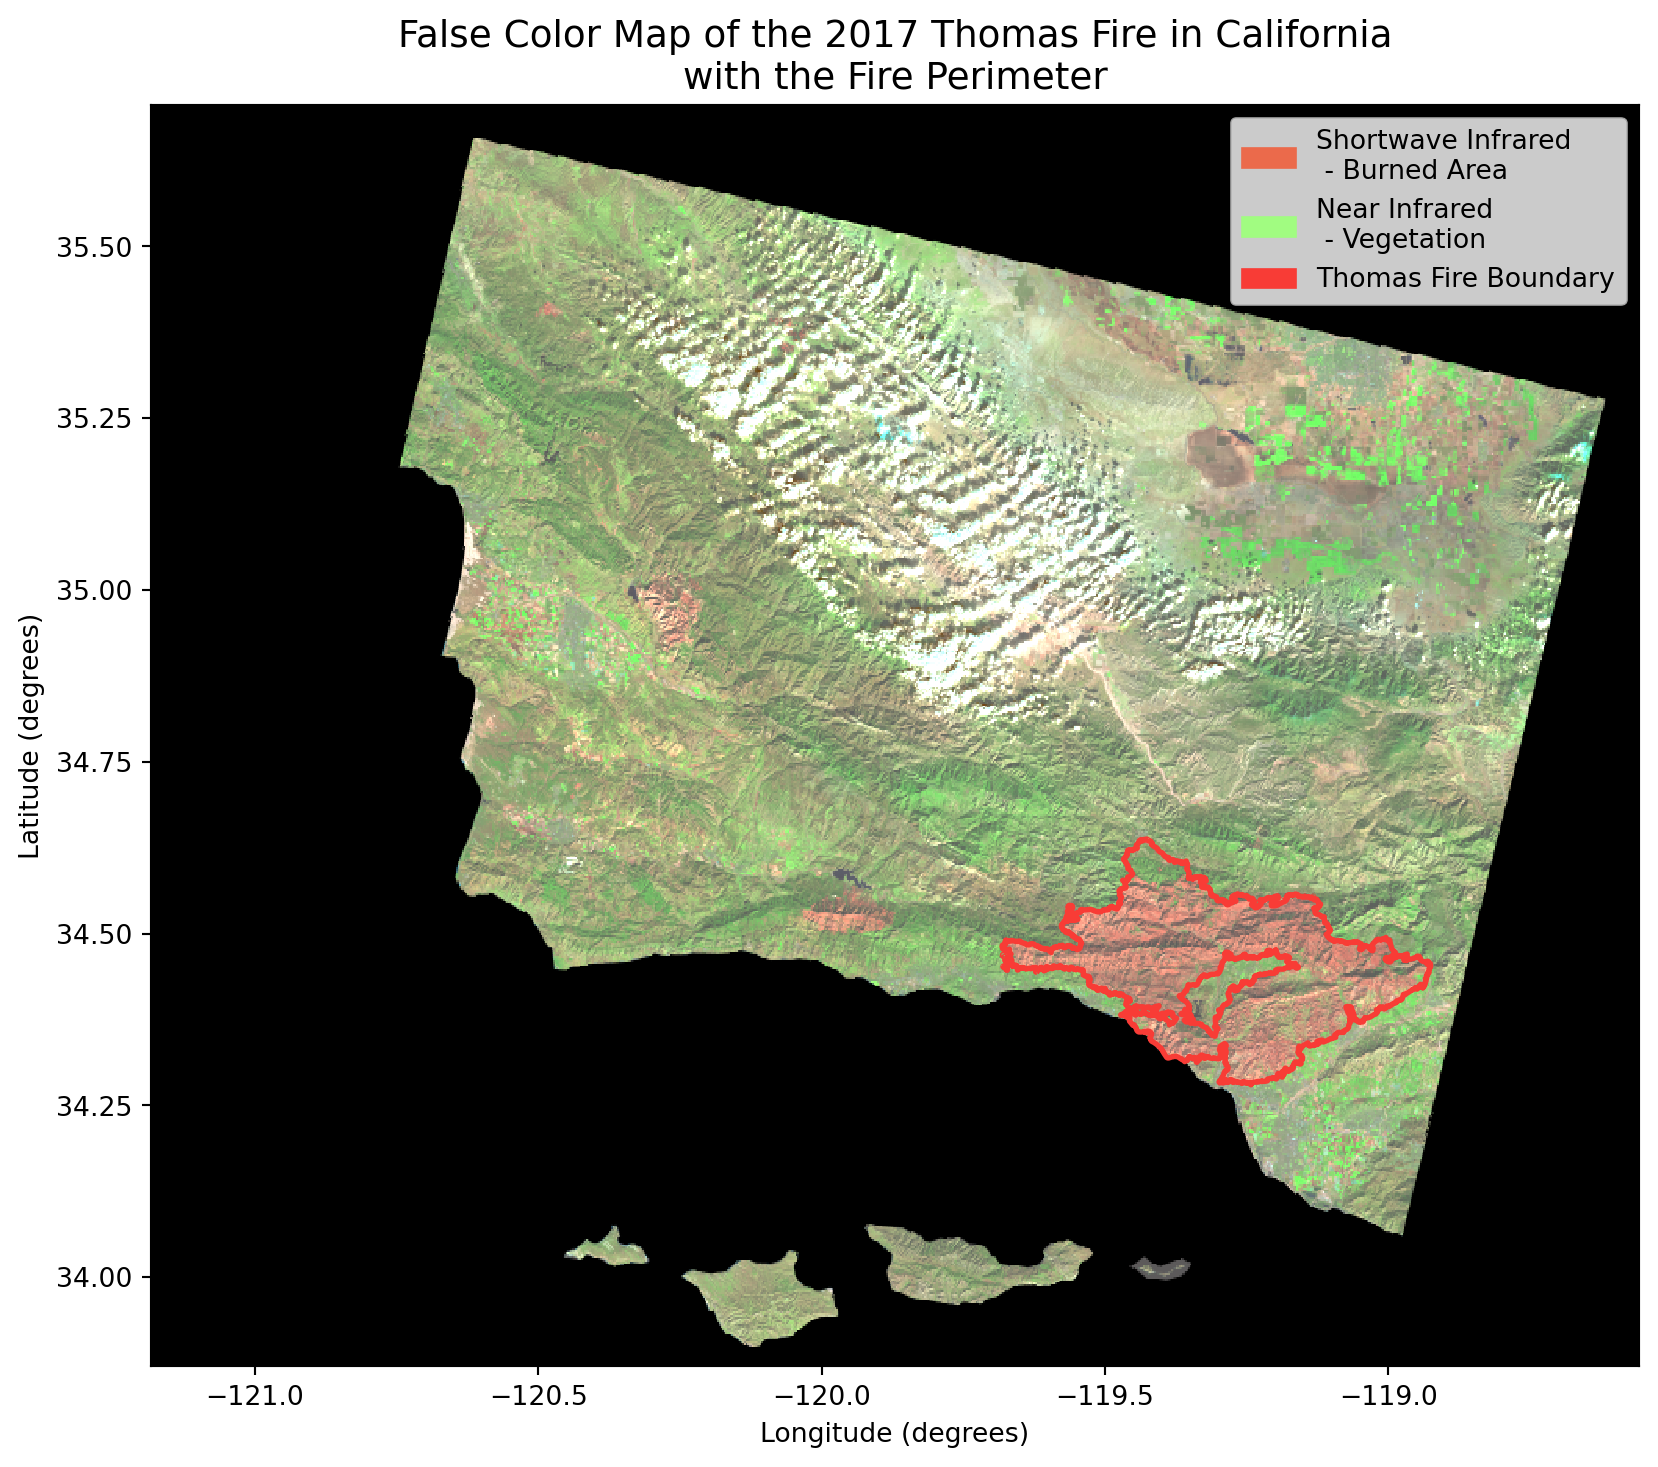 False Color Map of the 2017 Thomas Fire in California
with the Fire Perimeter
Shortwave Infrared
- Burned Area
Near Infrared
- Vegetation
Thomas Fire Boundary
Latitude (degrees)
35.50
35.25
35.00
34.75
34.50
34.25
34.00
−121.0
−120.5
−120.0
−119.5
−119.0
Longitude (degrees)